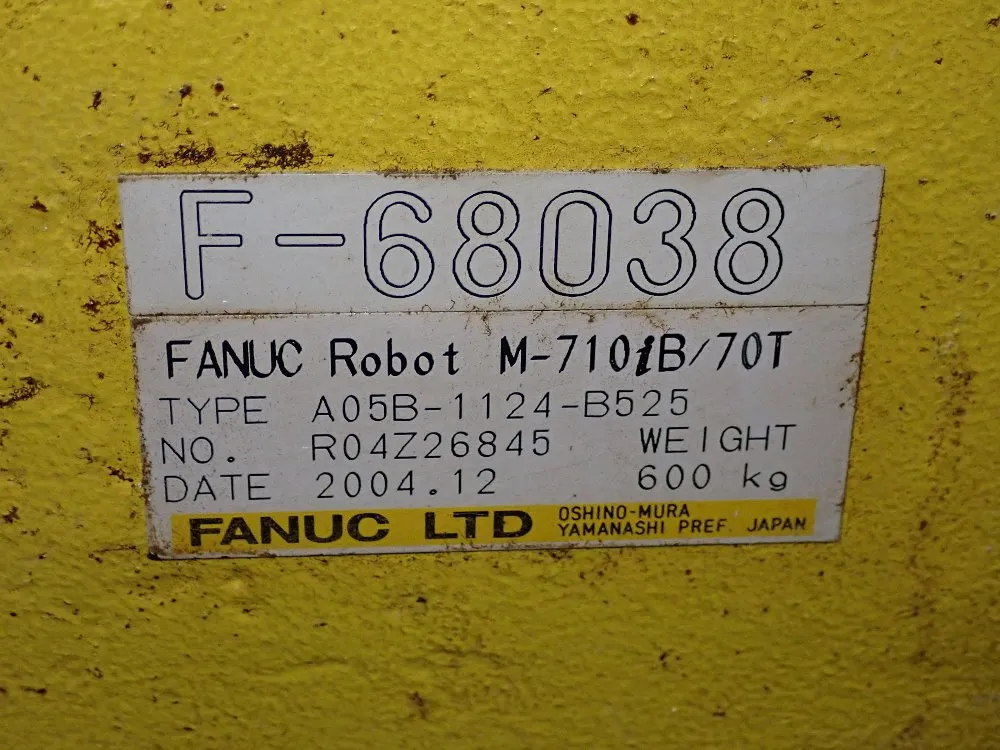 F-68038
FANUC Robot M-710iB/70T
TYPE A05B-1124-B525
NO. R04Z26845 WEIGHT
DATE 2004.12 600 kg
FANUC LTD OSHINO-MURA
YAMANASHI PREF. JAPAN